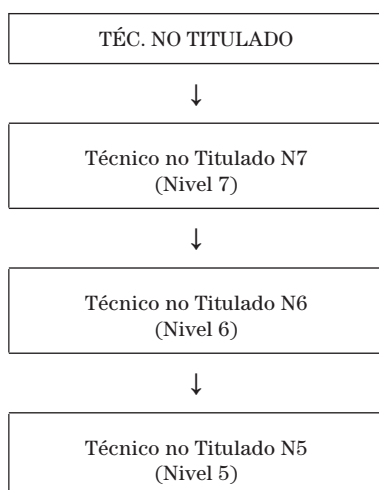 TÉC. NO TITULADO
↓
Técnico no Titulado N7
(Nivel 7)
↓
Técnico no Titulado N6
(Nivel 6)
↓
Técnico no Titulado N5
(Nivel 5)